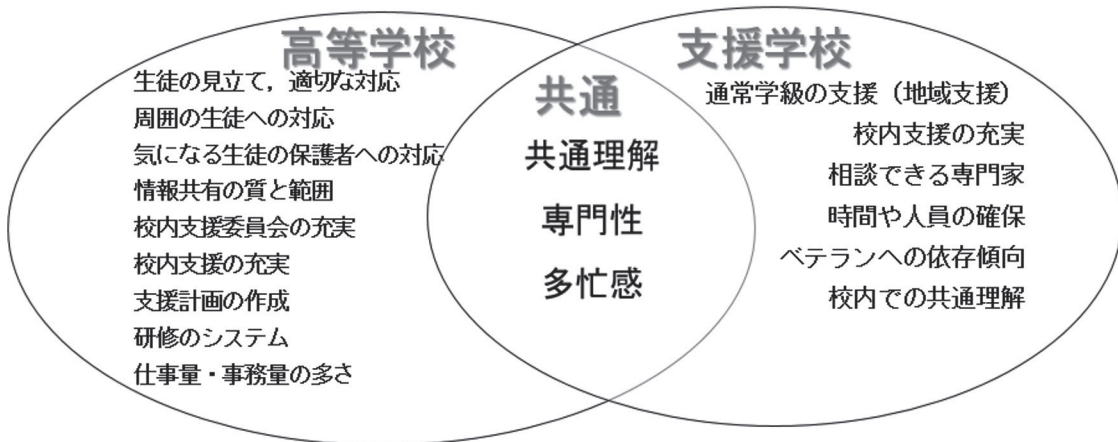 高等学校
生徒の見立て，適切な対応
周囲の生徒への対応
気になる生徒の保護者への対応
情報共有の質と範囲
校内支援委員会の充実
校内支援の充実
支援計画の作成
研修のシステム
仕事量・事務量の多さ
共通
共通理解
専門性
多忙感
支援学校
通常学級の支援（地域支援）
校内支援の充実
相談できる専門家
時間や人員の確保
ベテランへの依存傾向
校内での共通理解